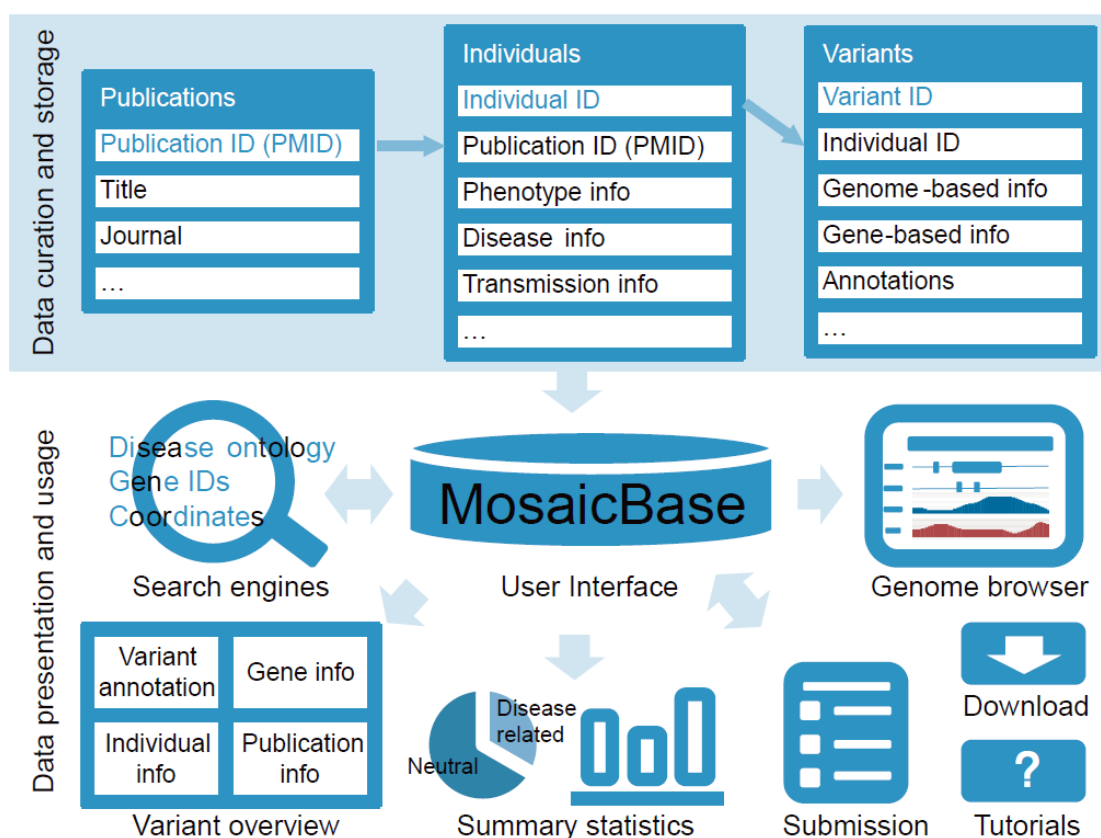 Data curation and storage
Publications
Publication ID (PMID)
Title
Journal
…
Individuals
Individual ID
Publication ID (PMID)
Phenotype info
Disease info
Transmission info
…
Variants
Variant ID
Individual ID
Genome-based info
Gene-based info
Annotations
…
Data presentation and usage
Disease ontology
Gene IDs
Coordinates
Search engines
MosaicBase
User Interface
Genome browser
Variant
annotation
Gene info
Individual
info
Publication
info
Variant overview
Disease
related
Neutral
Summary statistics
Submission
Download
?
Tutorials